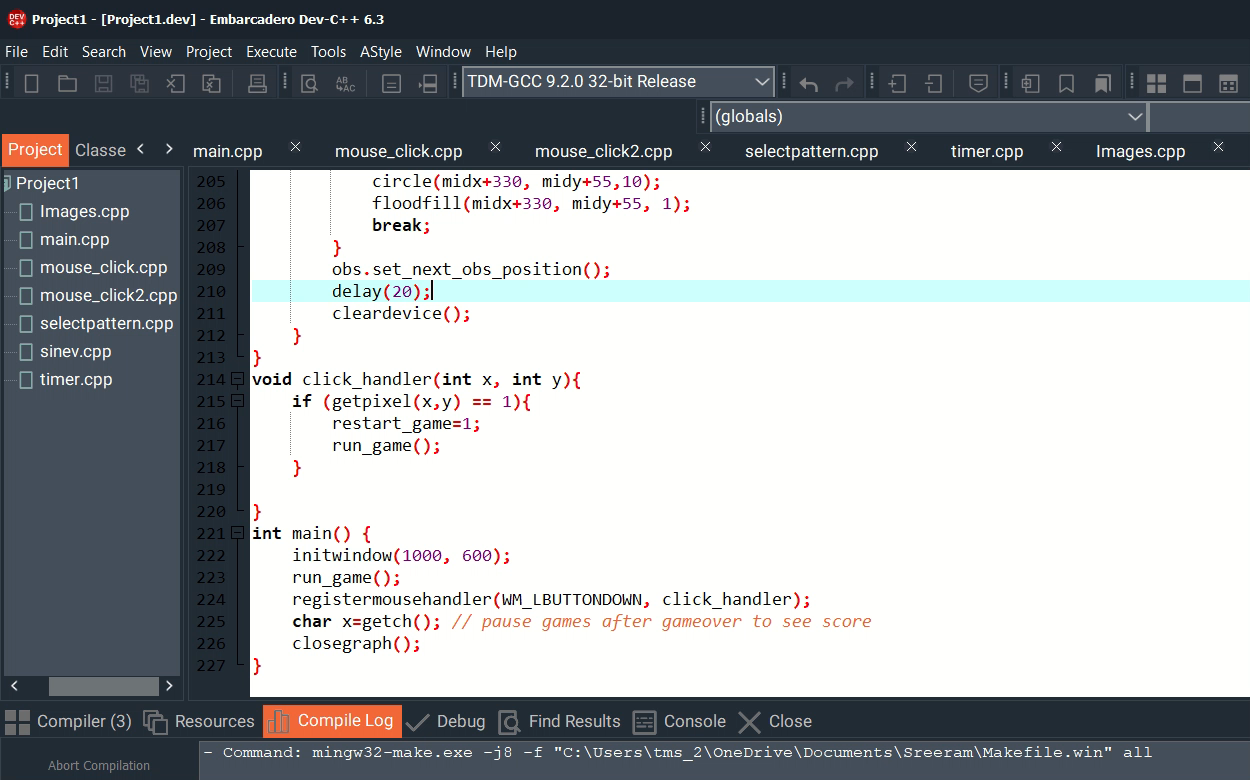 Project1 - [Project1.dev] - Embarcadero Dev-C++ 6.3
File Edit Search View Project Execute Tools AStyle Window Help
TDM-GCC 9.2.0 32-bit Release
(globals)
Project Classe
main.cpp mouse_click.cpp mouse_click2.cpp selectpattern.cpp timer.cpp Images.cpp
Project1
Images.cpp
main.cpp
mouse_click.cpp
mouse_click2.cpp
selectpattern.cpp
sinev.cpp
timer.cpp
205 circle(midx+330, midy+55,10);
206 floodfill(midx+330, midy+55, 1);
207 break;
208 }
209 obs.set_next_obs_position();
210 delay(20);
211 cleardevice();
212 }
213 }
214 void click_handler(int x, int y){
215 if (getpixel(x,y) == 1){
216 restart_game=1;
217 run_game();
218 }
219
220 }
221 int main() {
222 initwindow(1000, 600);
223 run_game();
224 registermousehandler(WM_LBUTTONDOWN, click_handler);
225 char x=getch(); // pause games after gameover to see score
226 closegraph();
227 }
Compiler (3) Resources Compile Log Debug Find Results Console Close
- Command: mingw32-make.exe -j8 -f "C:\Users\tms_2\OneDrive\Documents\Sreeram\Makefile.win" all
Abort Compilation